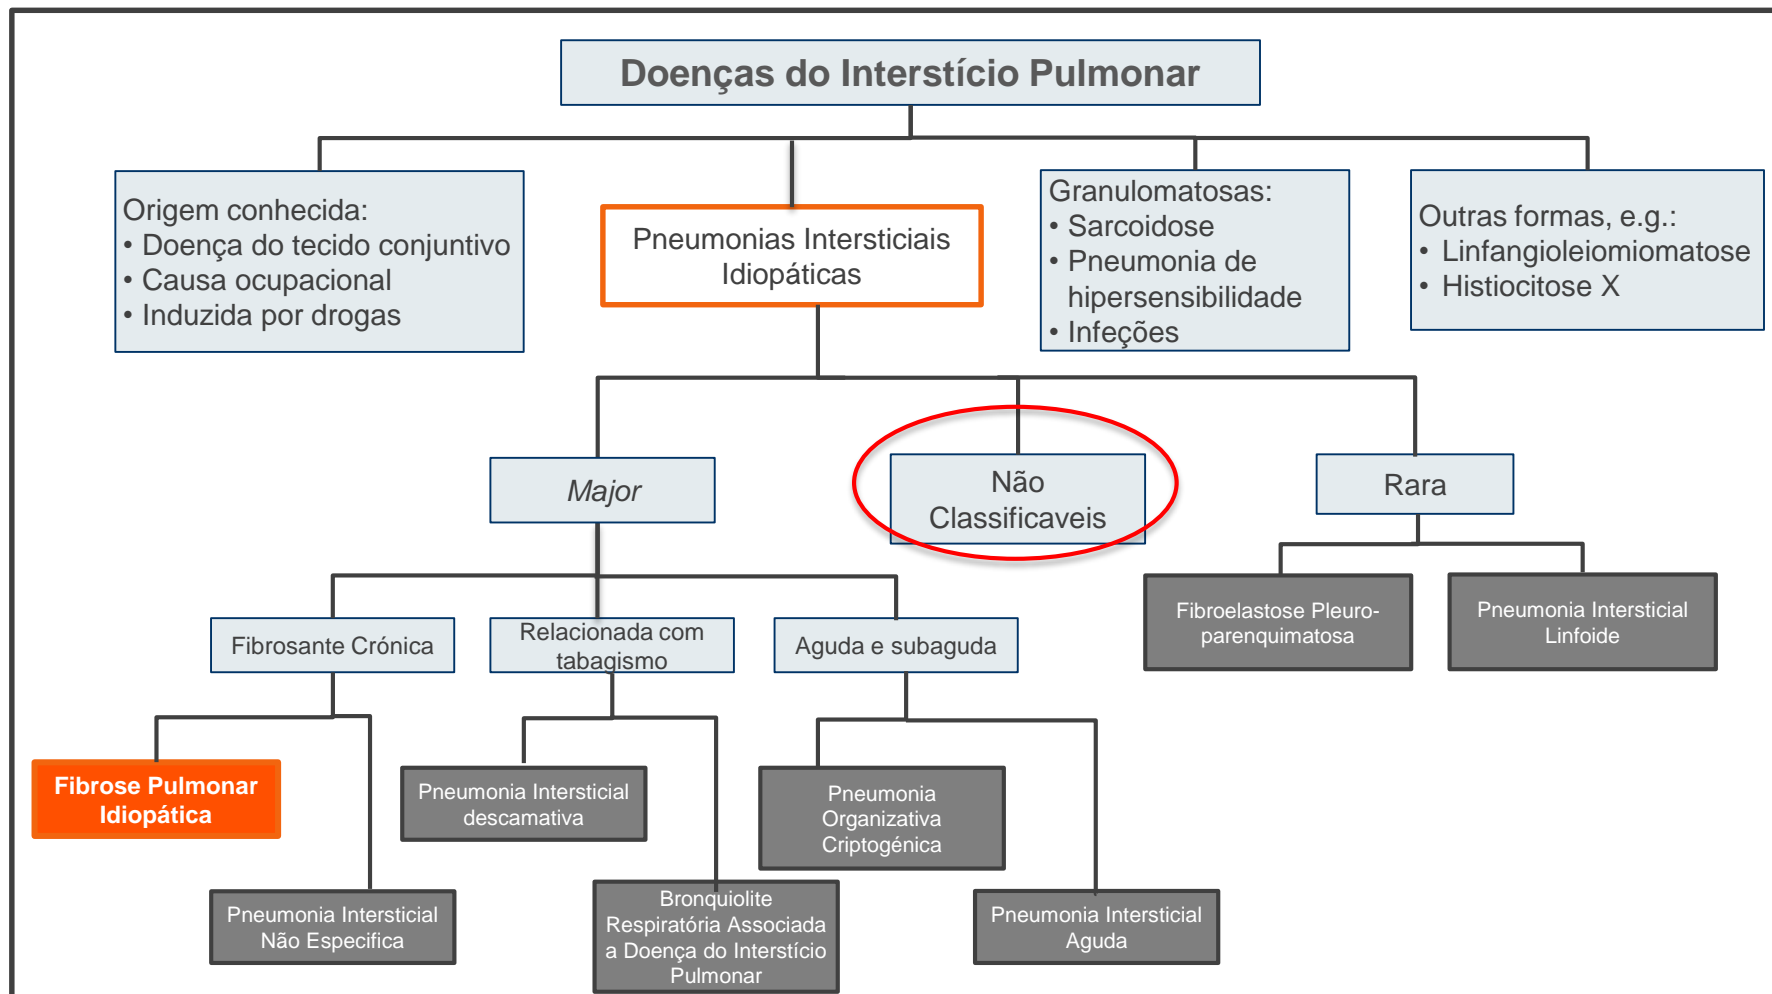 Doenças do Interstício Pulmonar
Origem conhecida:
• Doença do tecido conjuntivo
• Causa ocupacional
• Induzida por drogas
Pneumonias Intersticiais
Idiopáticas
Granulomatosas:
• Sarcoidose
• Pneumonia de
hipersensibilidade
• Infeções
Outras formas, e.g.:
• Linfangioleiomiomatose
• Histiocitose X
Major
Não
Classificaveis
Rara
Fibrosante Crónica
Relacionada com
tabagismo
Aguda e subaguda
Fibroelastose Pleuro-
parenquimatosa
Pneumonia Intersticial
Linfoide
Fibrose Pulmonar
Idiopática
Pneumonia Intersticial
descamativa
Pneumonia
Organizativa
Criptogénica
Pneumonia Intersticial
Não Especifica
Bronquiolite
Respiratória Associada
a Doença do Interstício
Pulmonar
Pneumonia Intersticial
Aguda